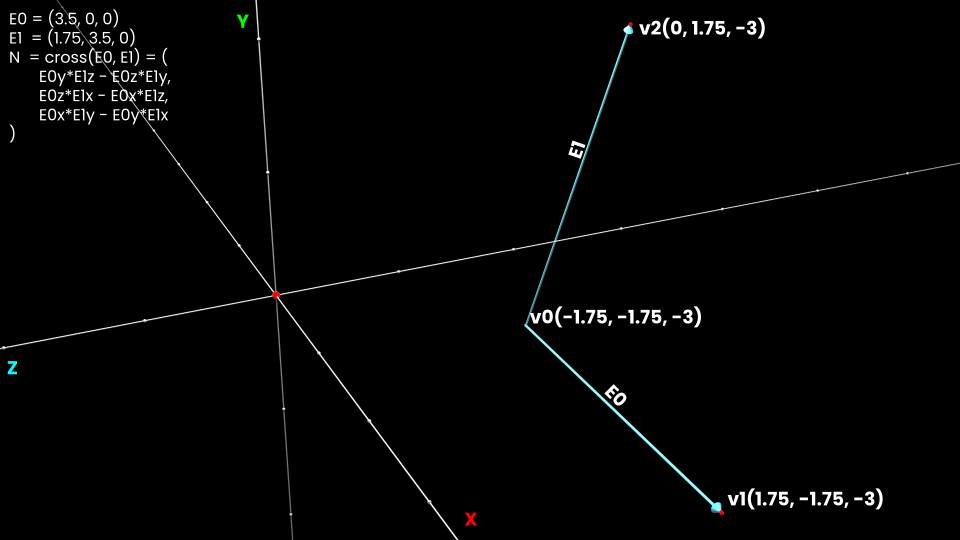 E0 = (3.5, 0, 0)
E1 = (1.75, 3.5, 0)
N = cross(E0, E1) = (
E0y*E1z - E0z*E1y,
E0z*E1x - E0x*E1z,
E0x*E1y - E0y*E1x
)
Y
v2(0, 1.75, -3)
E1
v0(-1.75, -1.75, -3)
Z
E0
v1(1.75, -1.75, -3)
X